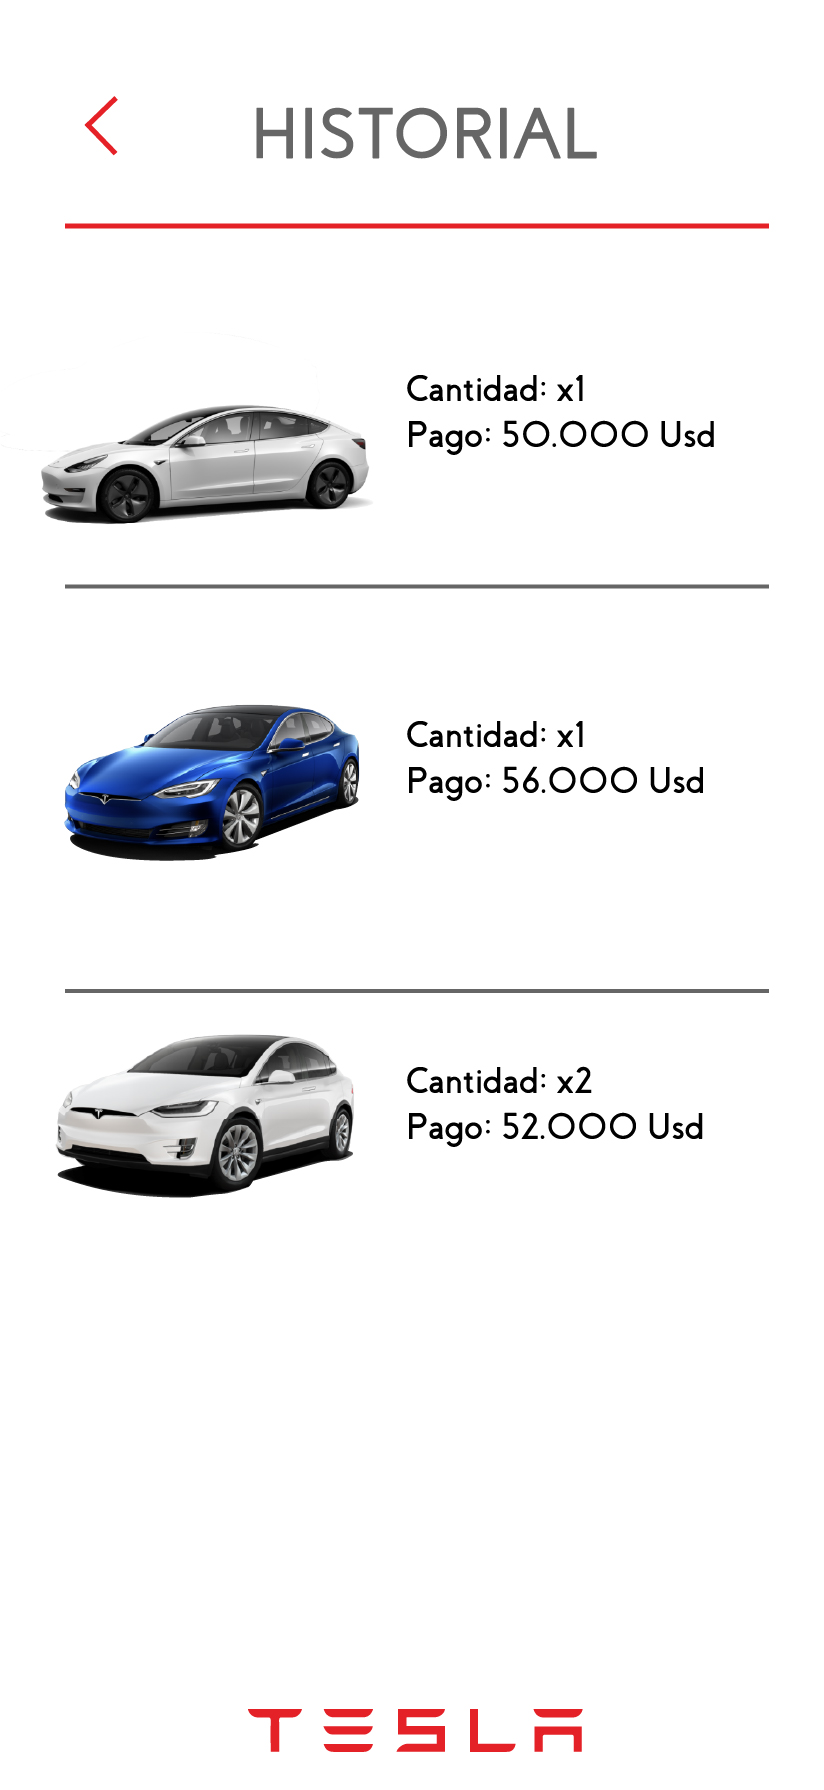 HISTORIAL
Cantidad: x1
Pago: 50.000 Usd
Cantidad: x1
Pago: 56.000 Usd
Cantidad: x2
Pago: 52.000 Usd
TESLA